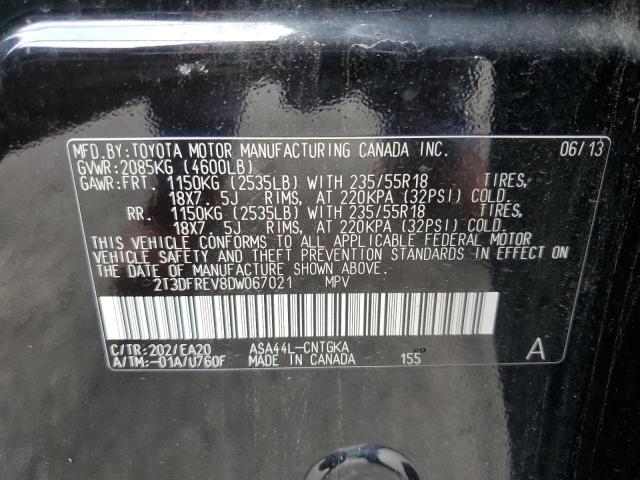 MFD.BY:TOYOTA MOTOR MANUFACTURING CANADA INC. 06/13
GVWR:2085KG (4600LB)
GAWR:FRT. 1150KG (2535LB) WITH 235/55R18 TIRES,
18X7. 5J RIMS, AT 220KPA (32PSI) COLD.
RR. 1150KG (2535LB) WITH 235/55R18 TIRES,
18X7. 5J RIMS, AT 220KPA (32PSI) COLD.
THIS VEHICLE CONFORMS TO ALL APPLICABLE FEDERAL MOTOR
VEHICLE SAFETY AND THEFT PREVENTION STANDARDS IN EFFECT ON
THE DATE OF MANUFACTURE SHOWN ABOVE.
2T3DFREV8DW067021 MPV
C/TR:202/EA20 ASA44L-CNTGKA
A/TM:-01A/U760F MADE IN CANADA 155 A